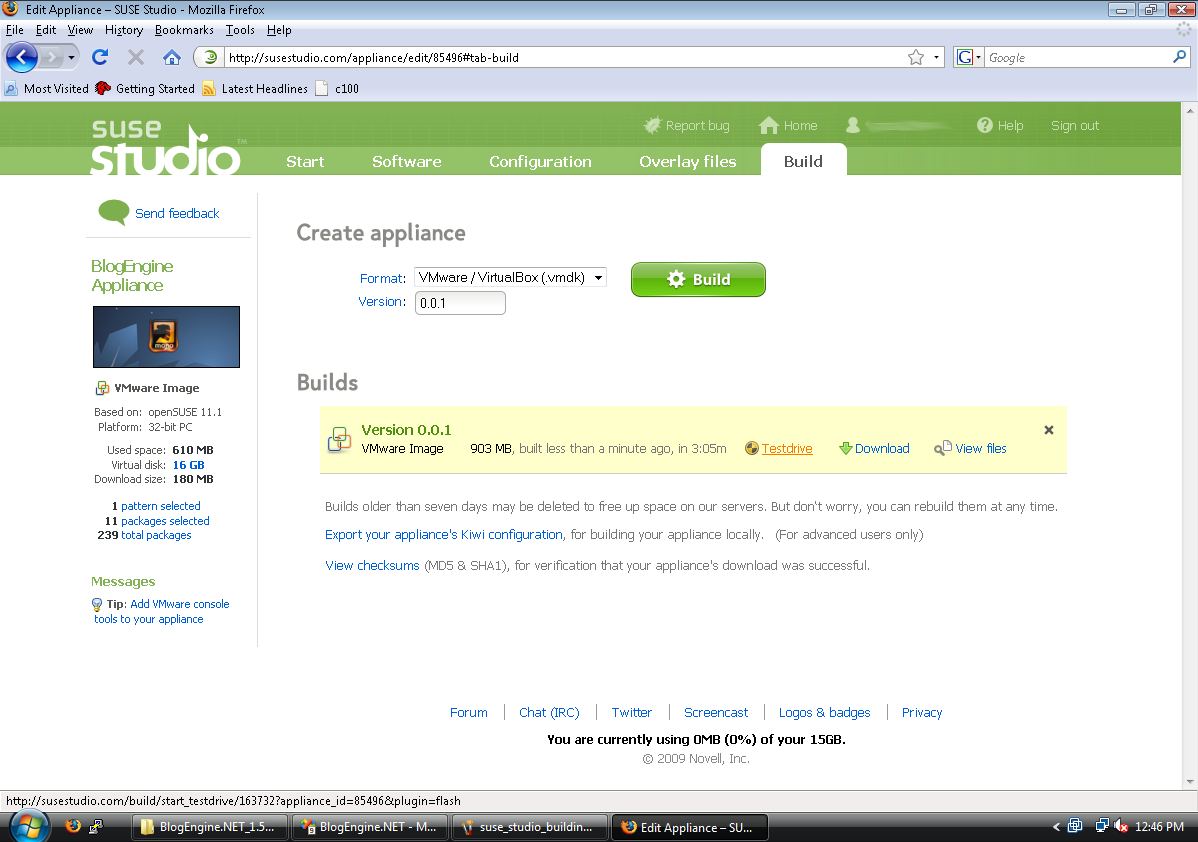 Edit Appliance – SUSE Studio - Mozilla Firefox
File Edit View History Bookmarks Tools Help
http://susestudio.com/appliance/edit/85496#tab-build
G Google
Most Visited Getting Started Latest Headlines c100
Report bug Home Help Sign out
suse studio™
Start Software Configuration Overlay files Build
Send feedback
BlogEngine
Appliance
mono
VMware Image
Based on: openSUSE 11.1
Platform: 32-bit PC
Used space: 610 MB
Virtual disk: 16 GB
Download size: 180 MB
1 pattern selected
11 packages selected
239 total packages
Messages
Tip: Add VMware console
tools to your appliance
Create appliance
Format: VMware / VirtualBox (.vmdk) Build
Version: 0.0.1
Builds
Version 0.0.1
VMware Image 903 MB, built less than a minute ago, in 3:05m Testdrive Download View files
Builds older than seven days may be deleted to free up space on our servers. But don't worry, you can rebuild them at any time.
Export your appliance's Kiwi configuration, for building your appliance locally. (For advanced users only)
View checksums (MD5 & SHA1), for verification that your appliance's download was successful.
Forum Chat (IRC) Twitter Screencast Logos & badges Privacy
You are currently using 0MB (0%) of your 15GB.
© 2009 Novell, Inc.
http://susestudio.com/build/start_testdrive/163732?appliance_id=85496&plugin=flash
BlogEngine.NET_1.5... BlogEngine.NET - M... suse_studio_buildin... Edit Appliance – SU... 12:46 PM